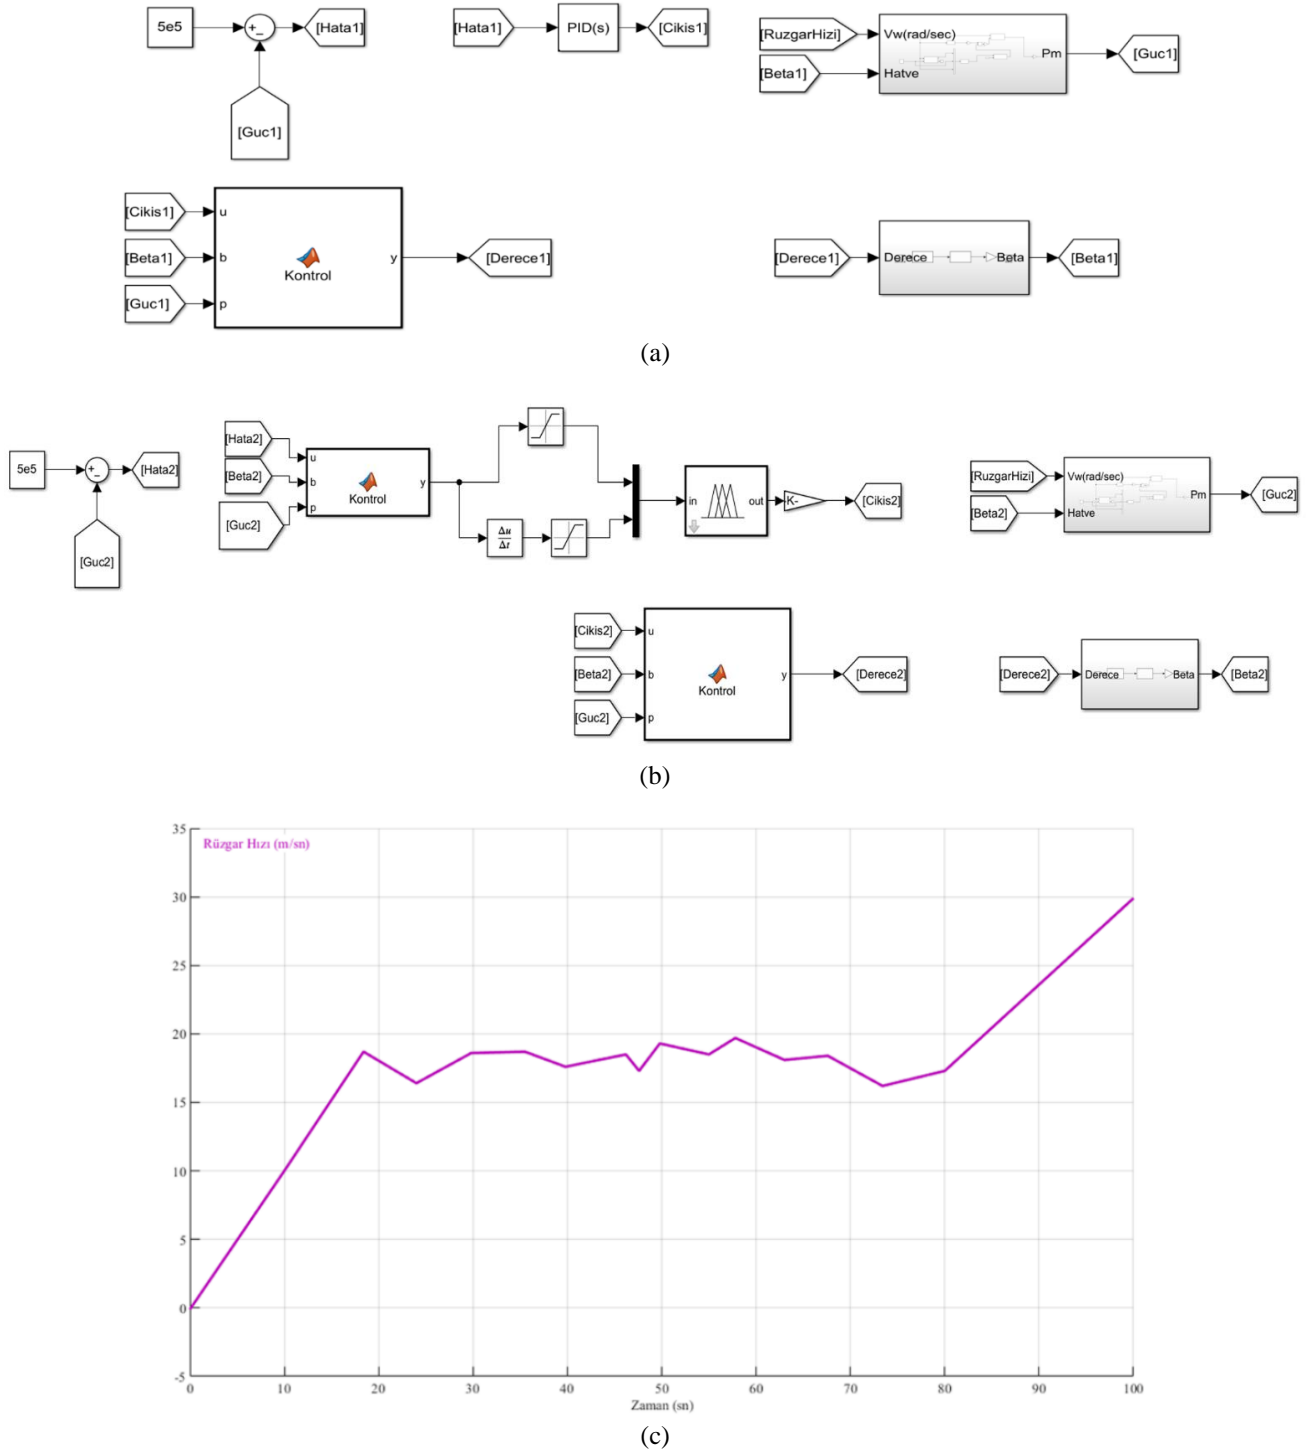 5e5
+
_
[Hata1]
[Guc1]
[Hata1]
PID(s)
[Cikis1]
[RuzgarHizi]
[Beta1]
Vw(rad/sec)
Hatve
Pm
[Guc1]
[Cikis1]
[Beta1]
[Guc1]
u
b
p
Kontrol
y
[Derece1]
[Derece1]
Derece
Beta
[Beta1]
(a)
5e5
+
_
[Hata2]
[Guc2]
[Hata2]
[Beta2]
[Guc2]
u
b
p
Kontrol
y
Δu
Δt
in
out
K-
[Cikis2]
[RuzgarHizi]
[Beta2]
Vw(rad/sec)
Hatve
Pm
[Guc2]
[Cikis2]
[Beta2]
[Guc2]
u
b
p
Kontrol
y
[Derece2]
[Derece2]
Derece
Beta
[Beta2]
(b)
Rüzgar Hızı (m/sn)
35
30
25
20
15
10
5
0
-5
0 10 20 30 40 50 60 70 80 90 100
Zaman (sn)
(c)